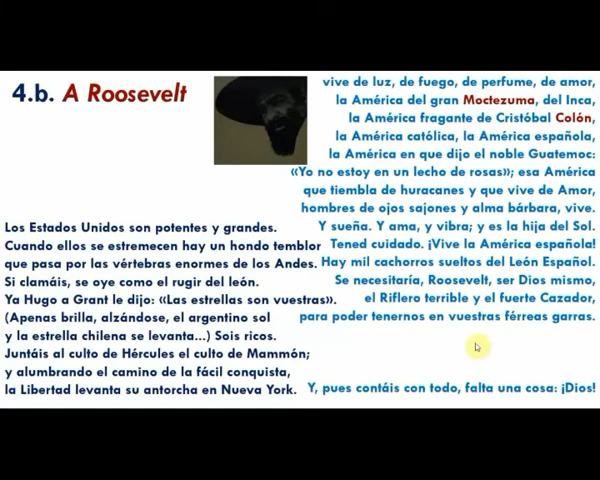 4.b. A Roosevelt
Los Estados Unidos son potentes y grandes.
Cuando ellos se estremecen hay un hondo temblor
que pasa por las vértebras enormes de los Andes.
Si clamáis, se oye como el rugir del león.
Ya Hugo a Grant le dijo: «Las estrellas son vuestras».
(Apenas brilla, alzándose, el argentino sol
y la estrella chilena se levanta...) Sois ricos.
Juntáis al culto de Hércules el culto de Mammón;
y alumbrando el camino de la fácil conquista,
la Libertad levanta su antorcha en Nueva York.
vive de luz, de fuego, de perfume, de amor,
la América del gran Moctezuma, del Inca,
la América fragante de Cristóbal Colón,
la América católica, la América española,
la América en que dijo el noble Guatemoc:
«Yo no estoy en un lecho de rosas»; esa América
que tiembla de huracanes y que vive de Amor,
hombres de ojos sajones y alma bárbara, vive.
Y sueña. Y ama, y vibra; y es la hija del Sol.
Tened cuidado. ¡Vive la América española!
Hay mil cachorros sueltos del León Español.
Se necesitaría, Roosevelt, ser Dios mismo,
el Riflero terrible y el fuerte Cazador,
para poder tenernos en vuestras férreas garras.
Y, pues contáis con todo, falta una cosa: ¡Dios!